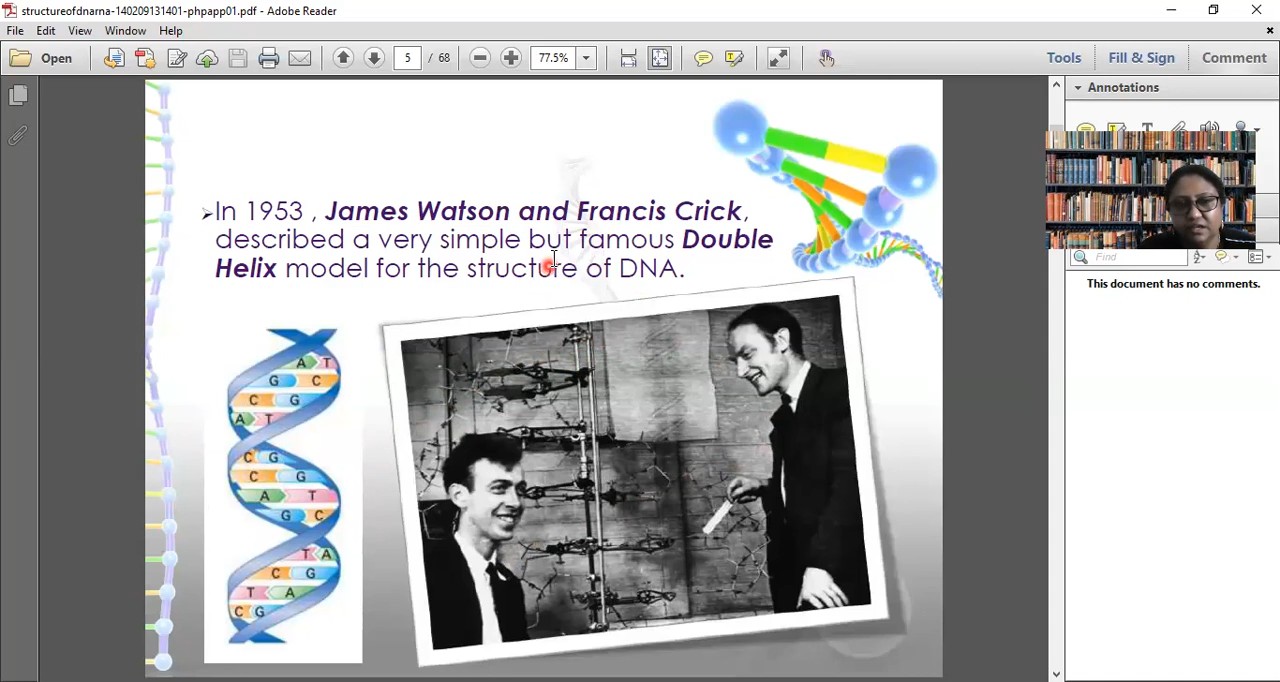 structureofdnarna-140209131401-phpapp01.pdf - Adobe Reader
File Edit View Window Help
Open 5 / 68 77.5% Tools Fill & Sign Comment
Annotations
In 1953 , James Watson and Francis Crick,
described a very simple but famous Double
Helix model for the structure of DNA.
Find
This document has no comments.
A T
G C
C G
A T
C G
C G
A T
G C
T A
C G
T A
C G